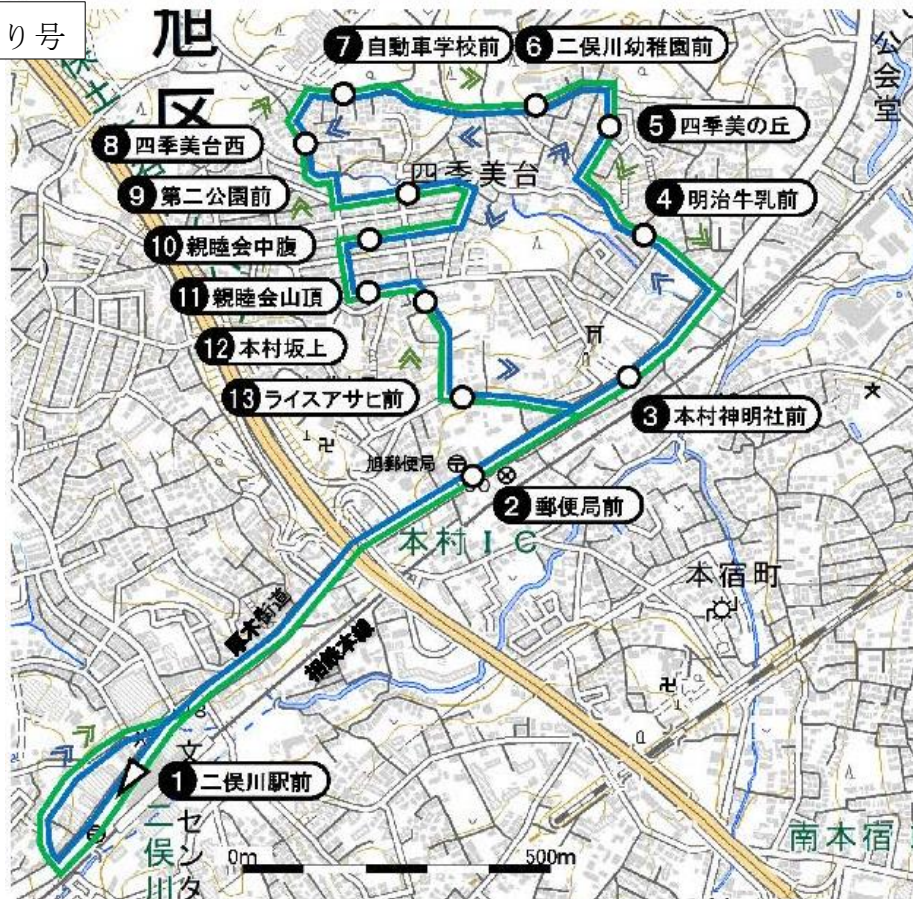 り号
旭区
公会堂
7 自動車学校前
6 二俣川幼稚園前
8 四季美台西
5 四季美の丘
四季美台
9 第二公園前
4 明治牛乳前
10 親睦会中腹
11 親睦会山頂
12 本村坂上
13 ライスアサヒ前
3 本村神明社前
旭郵便局
2 郵便局前
本村IC
本宿町
厚木街道
相鉄本線
1 二俣川駅前
二俣川
文
センタ
南本宿
0m
500m